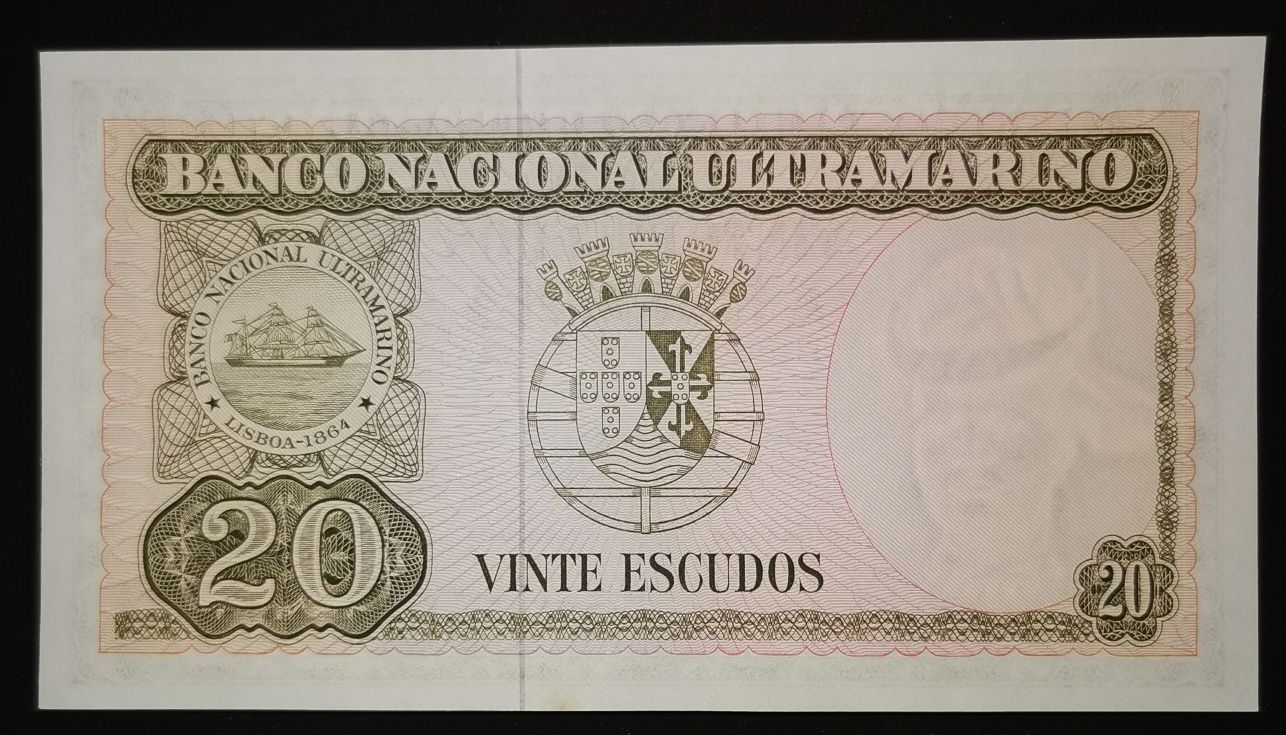 BANCO NACIONAL ULTRAMARINO
BANCO NACIONAL ULTRAMARINO
★ LISBOA-1864 ★
20
VINTE ESCUDOS
20